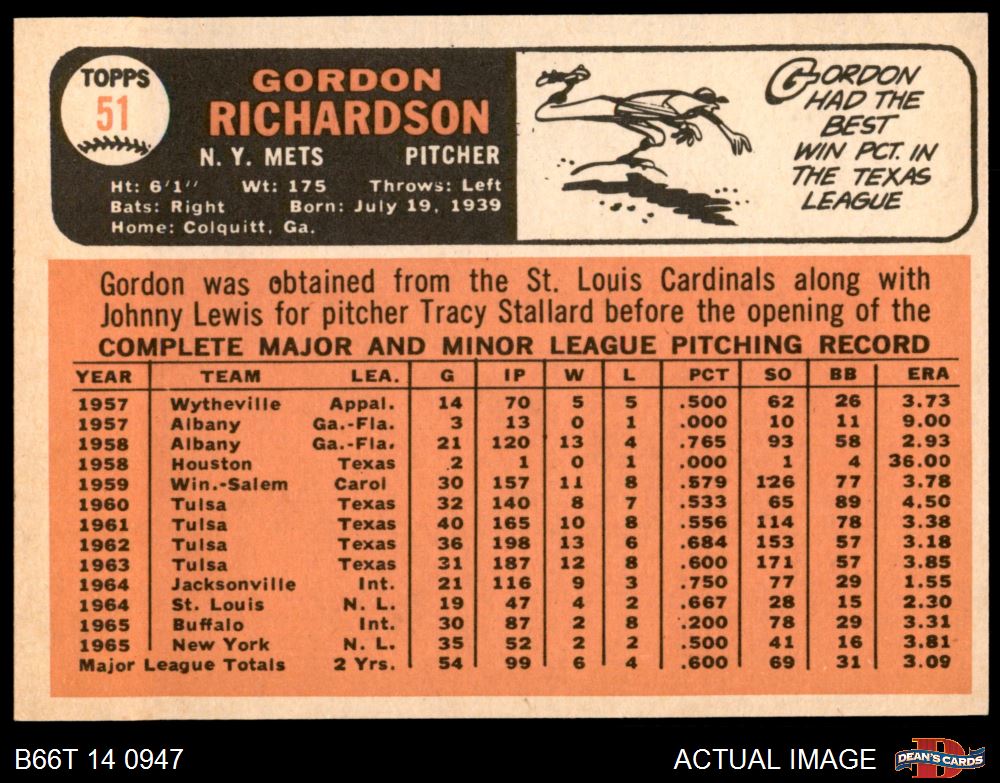 TOPPS
51
GORDON
RICHARDSON
N. Y. METS PITCHER
Ht: 6'1" Wt: 175 Throws: Left
Bats: Right Born: July 19, 1939
Home: Colquitt, Ga.
GORDON
HAD THE
BEST
WIN PCT. IN
THE TEXAS
LEAGUE
Gordon was obtained from the St. Louis Cardinals along with
Johnny Lewis for pitcher Tracy Stallard before the opening of the
COMPLETE MAJOR AND MINOR LEAGUE PITCHING RECORD
YEAR TEAM LEA. G IP W L PCT SO BB ERA
1957 Wytheville Appal. 14 70 5 5 .500 62 26 3.73
1957 Albany Ga.-Fla. 3 13 0 1 .000 10 11 9.00
1958 Albany Ga.-Fla. 21 120 13 4 .765 93 58 2.93
1958 Houston Texas 2 1 0 1 .000 1 4 36.00
1959 Win.-Salem Carol 30 157 11 8 .579 126 77 3.78
1960 Tulsa Texas 32 140 8 7 .533 65 89 4.50
1961 Tulsa Texas 40 165 10 8 .556 114 78 3.38
1962 Tulsa Texas 36 198 13 6 .684 153 57 3.18
1963 Tulsa Texas 31 187 12 8 .600 171 57 3.85
1964 Jacksonville Int. 21 116 9 3 .750 77 29 1.55
1964 St. Louis N. L. 19 47 4 2 .667 28 15 2.30
1965 Buffalo Int. 30 87 2 8 .200 78 29 3.31
1965 New York N. L. 35 52 2 2 .500 41 16 3.81
Major League Totals 2 Yrs. 54 99 6 4 .600 69 31 3.09
B66T 14 0947 ACTUAL IMAGE D DEAN'S CARDS